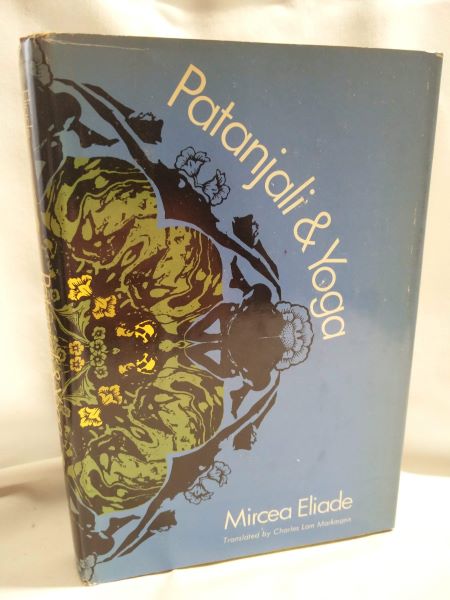 Patanjali & Yoga
Mircea Eliade
Translated by Charles Lam Markmann